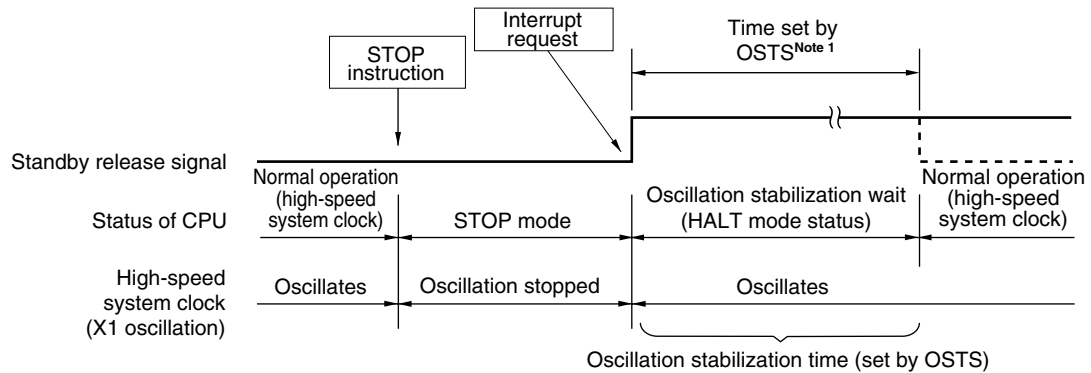 Interrupt
request
Time set by
OSTSNote 1
STOP
instruction
Standby release signal
Normal operation
(high-speed
system clock)
Status of CPU
STOP mode
Oscillation stabilization wait
(HALT mode status)
Normal operation
(high-speed
system clock)
High-speed
system clock
(X1 oscillation)
Oscillates
Oscillation stopped
Oscillates
Oscillation stabilization time (set by OSTS)